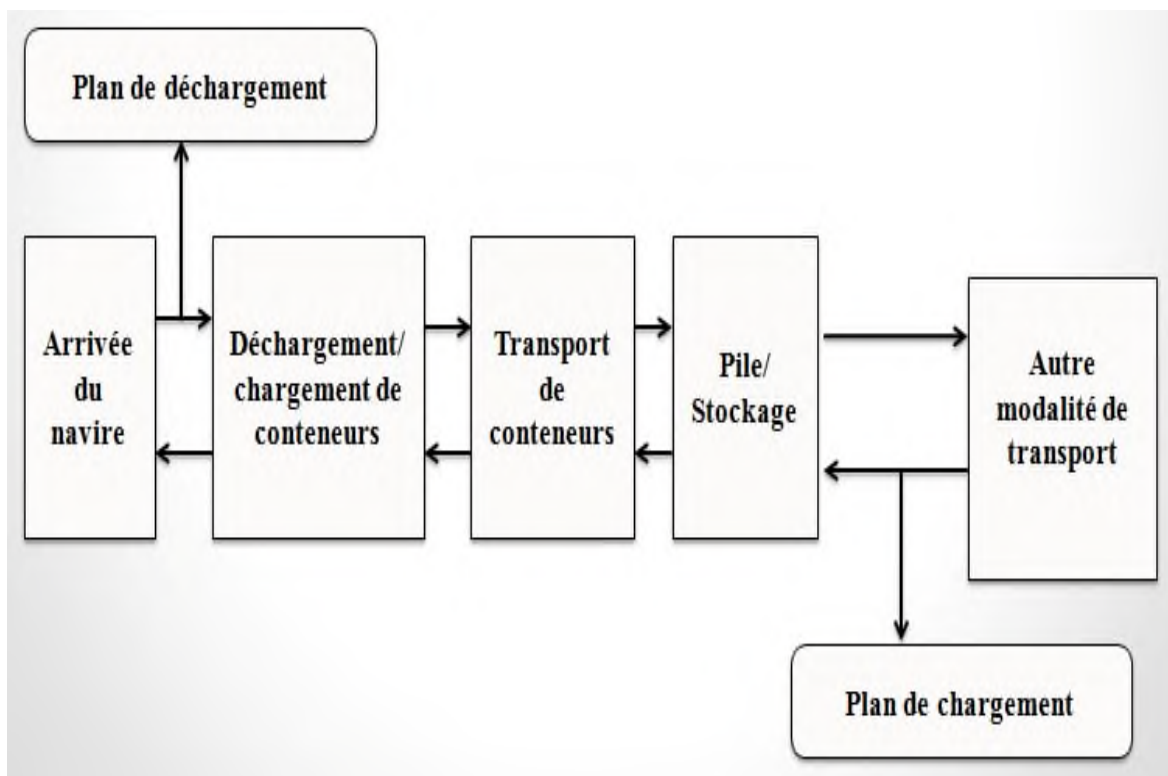 Plan de déchargement
Arrivée
du
navire
Déchargement/
chargement de
conteneurs
Transport
de
conteneurs
Pile/
Stockage
Autre
modalité de
transport
Plan de chargement